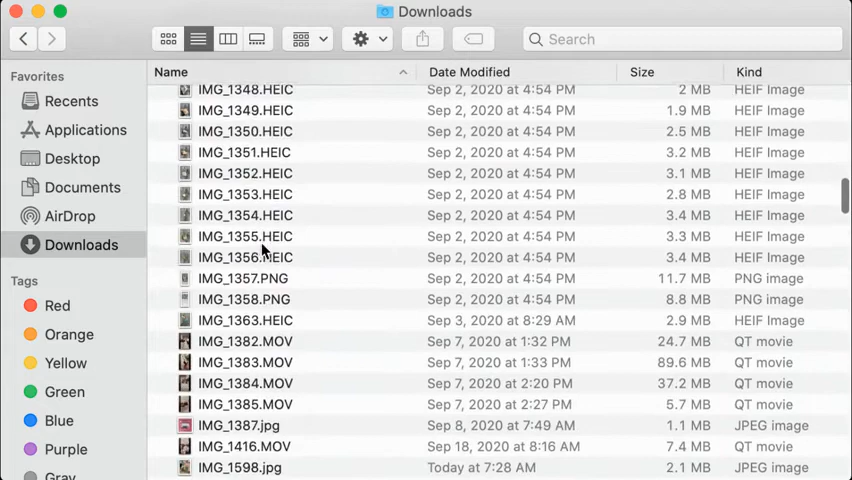 Downloads
Search
Favorites
Recents
Applications
Desktop
Documents
AirDrop
Downloads
Tags
Red
Orange
Yellow
Green
Blue
Purple
Gray
Name Date Modified Size Kind
IMG_1348.HEIC Sep 2, 2020 at 4:54 PM 2 MB HEIF Image
IMG_1349.HEIC Sep 2, 2020 at 4:54 PM 1.9 MB HEIF Image
IMG_1350.HEIC Sep 2, 2020 at 4:54 PM 2.5 MB HEIF Image
IMG_1351.HEIC Sep 2, 2020 at 4:54 PM 3.2 MB HEIF Image
IMG_1352.HEIC Sep 2, 2020 at 4:54 PM 3.1 MB HEIF Image
IMG_1353.HEIC Sep 2, 2020 at 4:54 PM 2.8 MB HEIF Image
IMG_1354.HEIC Sep 2, 2020 at 4:54 PM 3.4 MB HEIF Image
IMG_1355.HEIC Sep 2, 2020 at 4:54 PM 3.3 MB HEIF Image
IMG_1356.HEIC Sep 2, 2020 at 4:54 PM 3.4 MB HEIF Image
IMG_1357.PNG Sep 2, 2020 at 4:54 PM 11.7 MB PNG image
IMG_1358.PNG Sep 2, 2020 at 4:54 PM 8.8 MB PNG image
IMG_1363.HEIC Sep 3, 2020 at 8:29 AM 2.9 MB HEIF Image
IMG_1382.MOV Sep 7, 2020 at 1:32 PM 24.7 MB QT movie
IMG_1383.MOV Sep 7, 2020 at 1:33 PM 89.6 MB QT movie
IMG_1384.MOV Sep 7, 2020 at 2:20 PM 37.2 MB QT movie
IMG_1385.MOV Sep 7, 2020 at 2:27 PM 5.7 MB QT movie
IMG_1387.jpg Sep 8, 2020 at 7:49 AM 1.1 MB JPEG image
IMG_1416.MOV Sep 18, 2020 at 8:16 AM 7.4 MB QT movie
IMG_1598.jpg Today at 7:28 AM 2.1 MB JPEG image